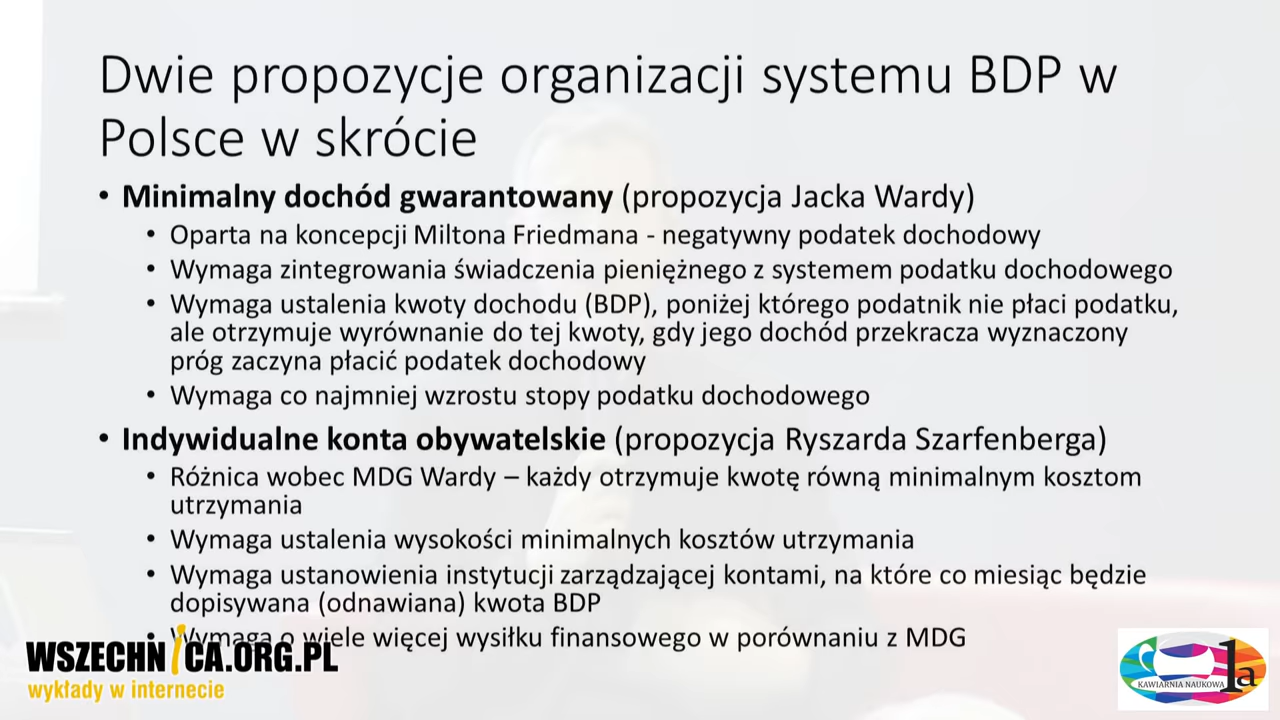 Dwie propozycje organizacji systemu BDP w
Polsce w skrócie
• Minimalny dochód gwarantowany (propozycja Jacka Wardy)
• Oparta na koncepcji Miltona Friedmana - negatywny podatek dochodowy
• Wymaga zintegrowania świadczenia pieniężnego z systemem podatku dochodowego
• Wymaga ustalenia kwoty dochodu (BDP), poniżej którego podatnik nie płaci podatku,
ale otrzymuje wyrównanie do tej kwoty, gdy jego dochód przekracza wyznaczony
próg zaczyna płacić podatek dochodowy
• Wymaga co najmniej wzrostu stopy podatku dochodowego
• Indywidualne konta obywatelskie (propozycja Ryszarda Szarfenberga)
• Różnica wobec MDG Wardy – każdy otrzymuje kwotę równą minimalnym kosztom
utrzymania
• Wymaga ustalenia wysokości minimalnych kosztów utrzymania
• Wymaga ustanowienia instytucji zarządzającej kontami, na które co miesiąc będzie
dopisywana (odnawiana) kwota BDP
• Wymaga o wiele więcej wysiłku finansowego w porównaniu z MDG
WSZECHNICA.ORG.PL
wykłady w internecie
KAWIARNIA NAUKOWA 1a